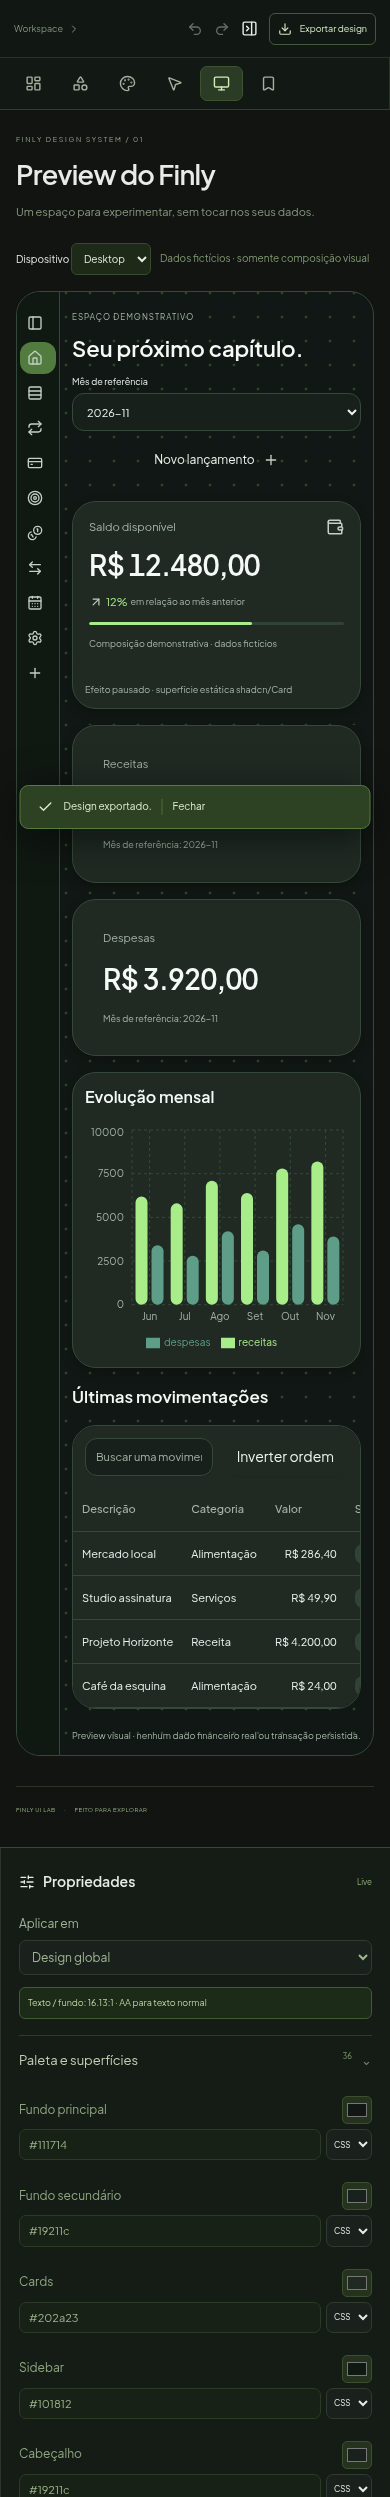 Workspace
Exportar design
FINLY DESIGN SYSTEM / 01
Preview do Finly
Um espaço para experimentar, sem tocar nos seus dados.
Dispositivo Desktop Dados fictícios · somente composição visual
ESPAÇO DEMONSTRATIVO
Seu próximo capítulo.
Mês de referência
2026-11
Novo lançamento +
Saldo disponível
R$ 12.480,00
12% em relação ao mês anterior
Composição demonstrativa · dados fictícios
Efeito pausado · superfície estática shadcn/Card
Receitas
Design exportado. Fechar
Mês de referência: 2026-11
Despesas
R$ 3.920,00
Mês de referência: 2026-11
Evolução mensal
10000
7500
5000
2500
0
Jun Jul Ago Set Out Nov
despesas receitas
Últimas movimentações
Buscar uma movimer Inverter ordem
Descrição Categoria Valor S
Mercado local Alimentação R$ 286,40
Studio assinatura Serviços R$ 49,90
Projeto Horizonte Receita R$ 4.200,00
Café da esquina Alimentação R$ 24,00
Preview visual · nenhum dado financeiro real ou transação persistida.
FINLY UI LAB · FEITO PARA EXPLORAR
Propriedades Live
Aplicar em
Design global
Texto / fundo: 16.13:1 · AA para texto normal
Paleta e superfícies 36
Fundo principal
#111714 CSS
Fundo secundário
#19211c CSS
Cards
#202a23 CSS
Sidebar
#101812 CSS
Cabeçalho
#19211c CSS